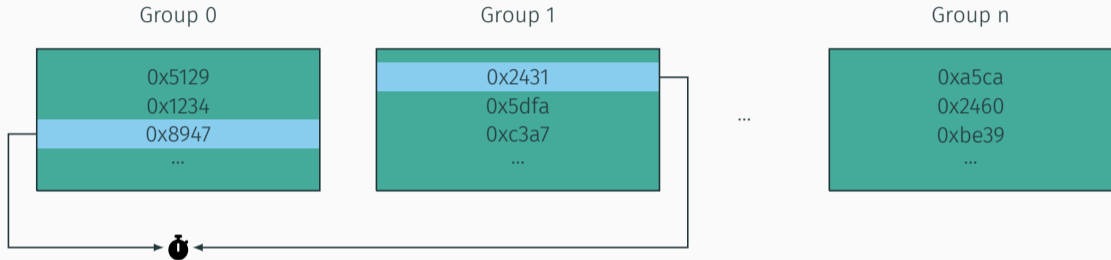 Group 0
0x5129
0x1234
0x8947
...
Group 1
0x2431
0x5dfa
0xc3a7
...
...
Group n
0xa5ca
0x2460
0xbe39
...